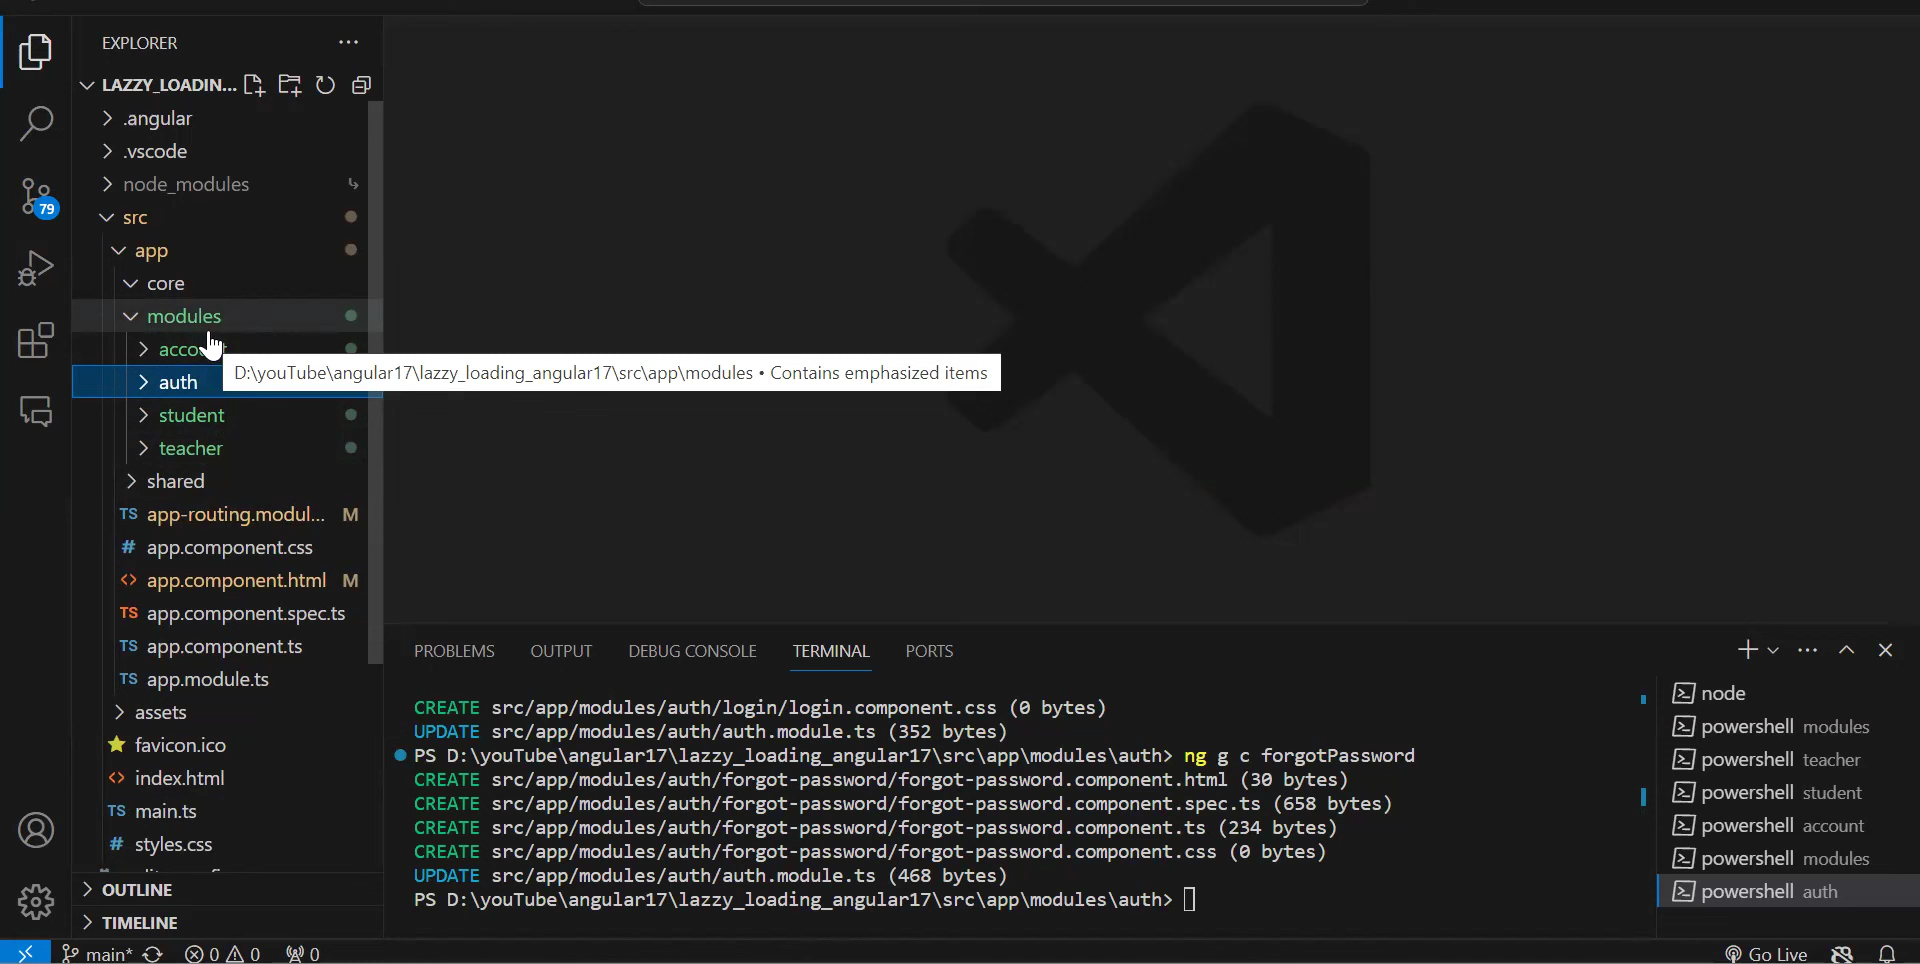 EXPLORER
LAZZY_LOADIN...
.angular
.vscode
node_modules
79
src
app
core
modules
D:\youTube\angular17\lazzy_loading_angular17\src\app\modules • Contains emphasized items
auth
student
teacher
shared
TS app-routing.modul... M
# app.component.css
<> app.component.html M
TS app.component.spec.ts
TS app.component.ts
TS app.module.ts
assets
favicon.ico
<> index.html
TS main.ts
# styles.css
OUTLINE
TIMELINE
PROBLEMS OUTPUT DEBUG CONSOLE TERMINAL PORTS
CREATE src/app/modules/auth/login/login.component.css (0 bytes)
UPDATE src/app/modules/auth/auth.module.ts (352 bytes)
PS D:\youTube\angular17\lazzy_loading_angular17\src\app\modules\auth> ng g c forgotPassword
CREATE src/app/modules/auth/forgot-password/forgot-password.component.html (30 bytes)
CREATE src/app/modules/auth/forgot-password/forgot-password.component.spec.ts (658 bytes)
CREATE src/app/modules/auth/forgot-password/forgot-password.component.ts (234 bytes)
CREATE src/app/modules/auth/forgot-password/forgot-password.component.css (0 bytes)
UPDATE src/app/modules/auth/auth.module.ts (468 bytes)
PS D:\youTube\angular17\lazzy_loading_angular17\src\app\modules\auth>
node
powershell modules
powershell teacher
powershell student
powershell account
powershell modules
powershell auth
main* 0 0 0
Go Live